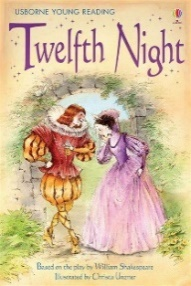 USBORNE YOUNG READING
Twelfth Night
Based on the play by William Shakespeare
Illustrated by Christa Unzner